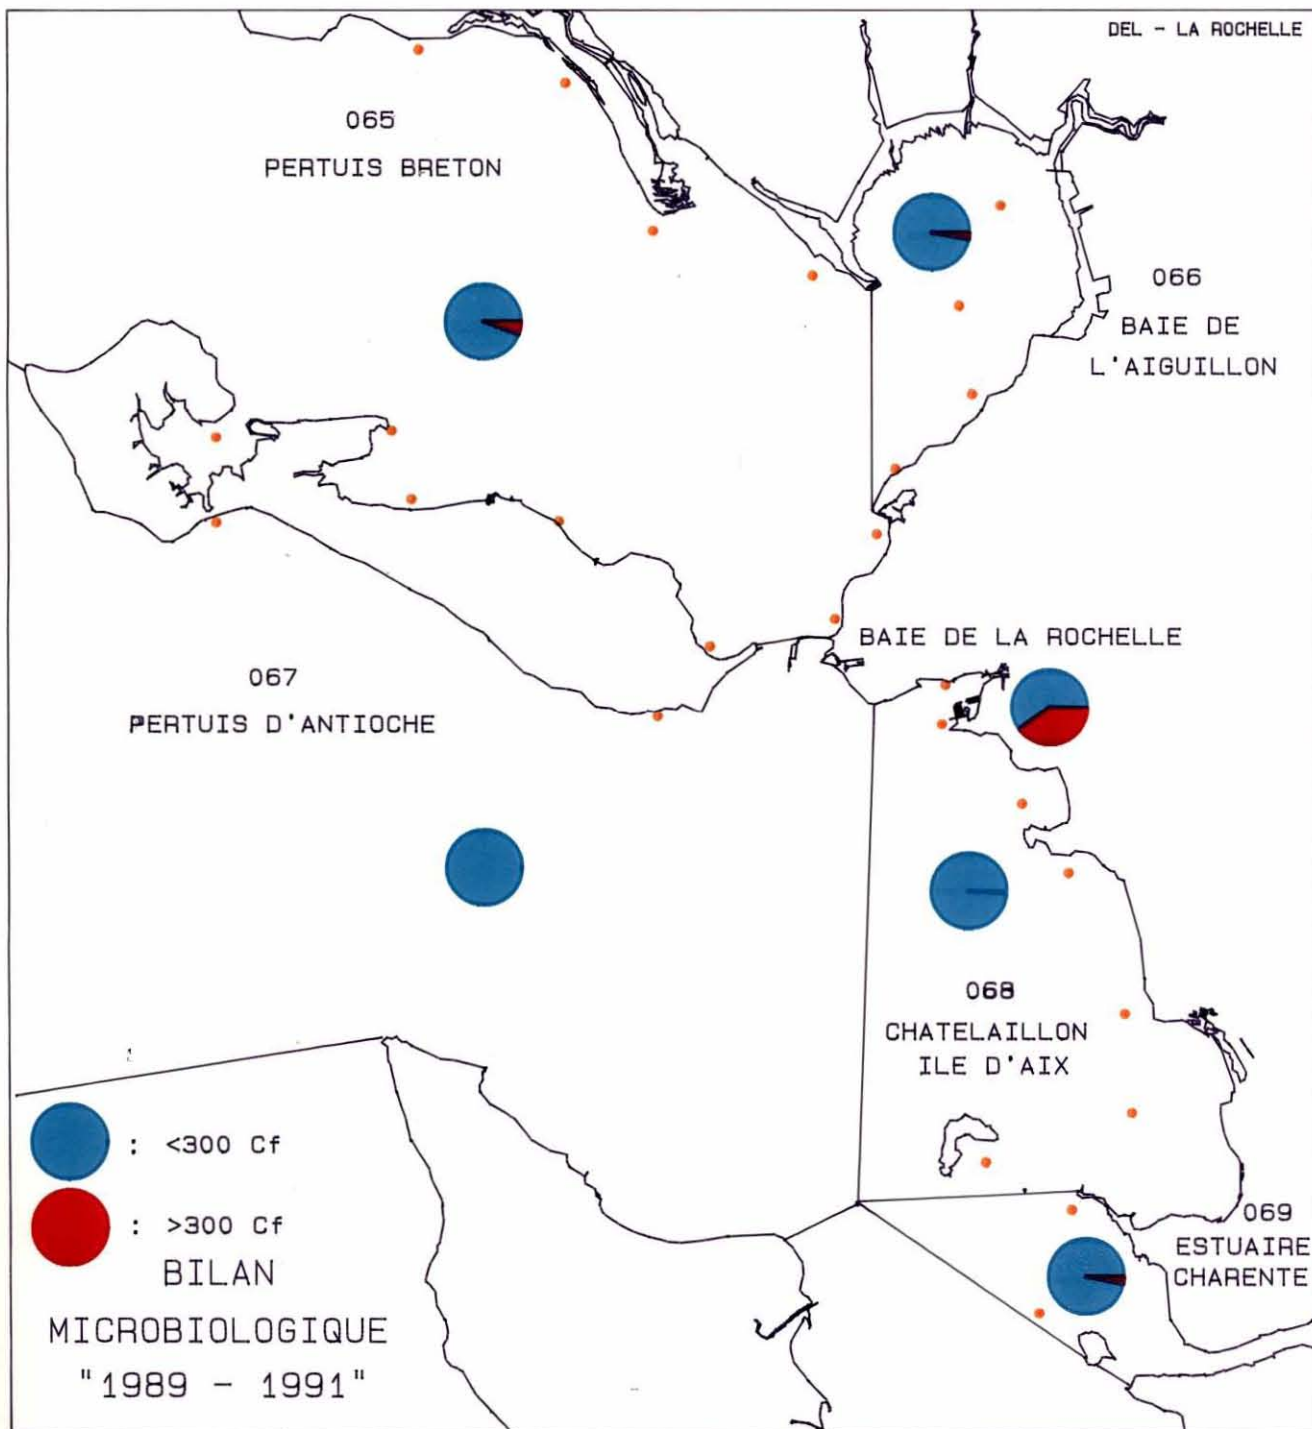 DEL - LA ROCHELLE
065
PERTUIS BRETON
066
BAIE DE
L'AIGUILLON
BAIE DE LA ROCHELLE
067
PERTUIS D'ANTIOCHE
068
CHATELAILLON
ILE D'AIX
: <300 Cf
: >300 Cf
069
ESTUAIRE
CHARENTE
BILAN
MICROBIOLOGIQUE
"1989 - 1991"